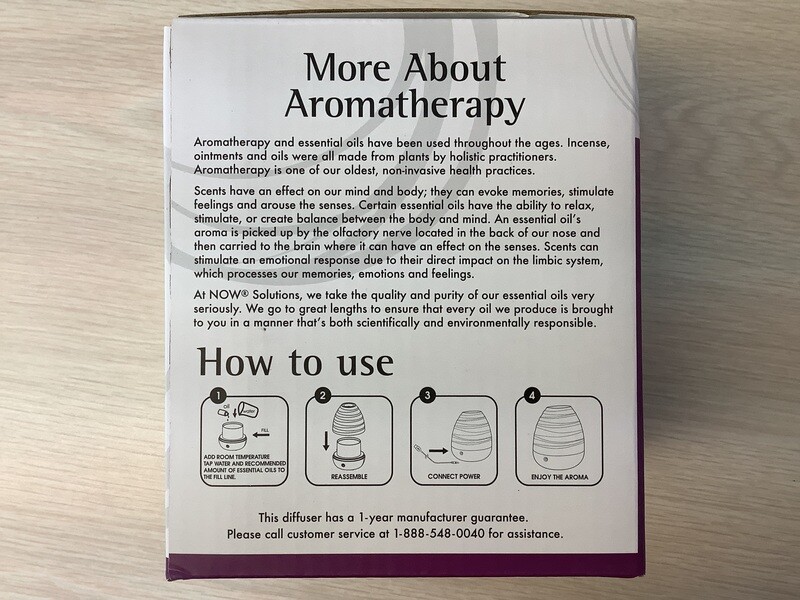 More About
Aromatherapy
Aromatherapy and essential oils have been used throughout the ages. Incense,
ointments and oils were all made from plants by holistic practitioners.
Aromatherapy is one of our oldest, non-invasive health practices.
Scents have an effect on our mind and body; they can evoke memories, stimulate
feelings and arouse the senses. Certain essential oils have the ability to relax,
stimulate, or create balance between the body and mind. An essential oil's
aroma is picked up by the olfactory nerve located in the back of our nose and
then carried to the brain where it can have an effect on the senses. Scents can
stimulate an emotional response due to their direct impact on the limbic system,
which processes our memories, emotions and feelings.
At NOW® Solutions, we take the quality and purity of our essential oils very
seriously. We go to great lengths to ensure that every oil we produce is brought
to you in a manner that's both scientifically and environmentally responsible.
How to use
1
Oil
WATER
FILL
ADD ROOM TEMPERATURE
TAP WATER AND RECOMMENDED
AMOUNT OF ESSENTIAL OILS TO
THE FILL LINE.
2
REASSEMBLE
3
CONNECT POWER
4
ENJOY THE AROMA
This diffuser has a 1-year manufacturer guarantee.
Please call customer service at 1-888-548-0040 for assistance.